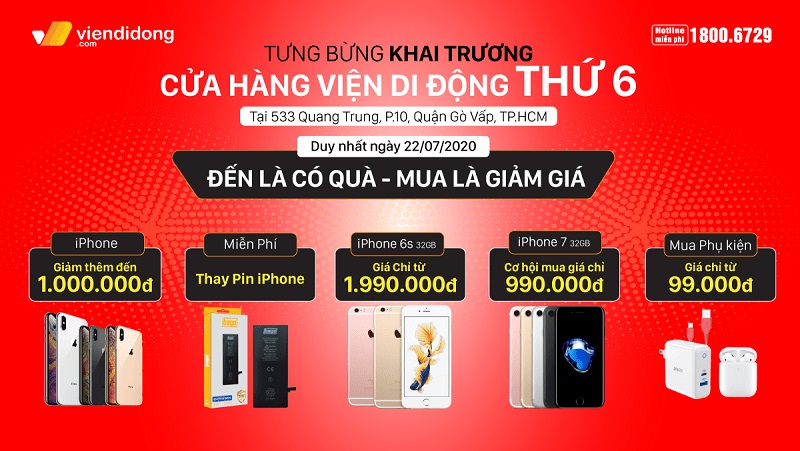 viendidong
.com
Hotline
miễn phí
1800.6729
TƯNG BỪNG KHAI TRƯƠNG
CỬA HÀNG VIỆN DI ĐỘNG THỨ 6
Tại 533 Quang Trung, P.10, Quận Gò Vấp, TP.HCM
Duy nhất ngày 22/07/2020
ĐẾN LÀ CÓ QUÀ - MUA LÀ GIẢM GIÁ
iPhone
Giảm thêm đến
1.000.000đ
Miễn Phí
Thay Pin iPhone
iPhone 6s 32GB
Giá Chỉ từ
1.990.000đ
iPhone 7 32GB
Cơ hội mua giá chỉ
990.000đ
Mua Phụ kiện
Giá chỉ từ
99.000đ